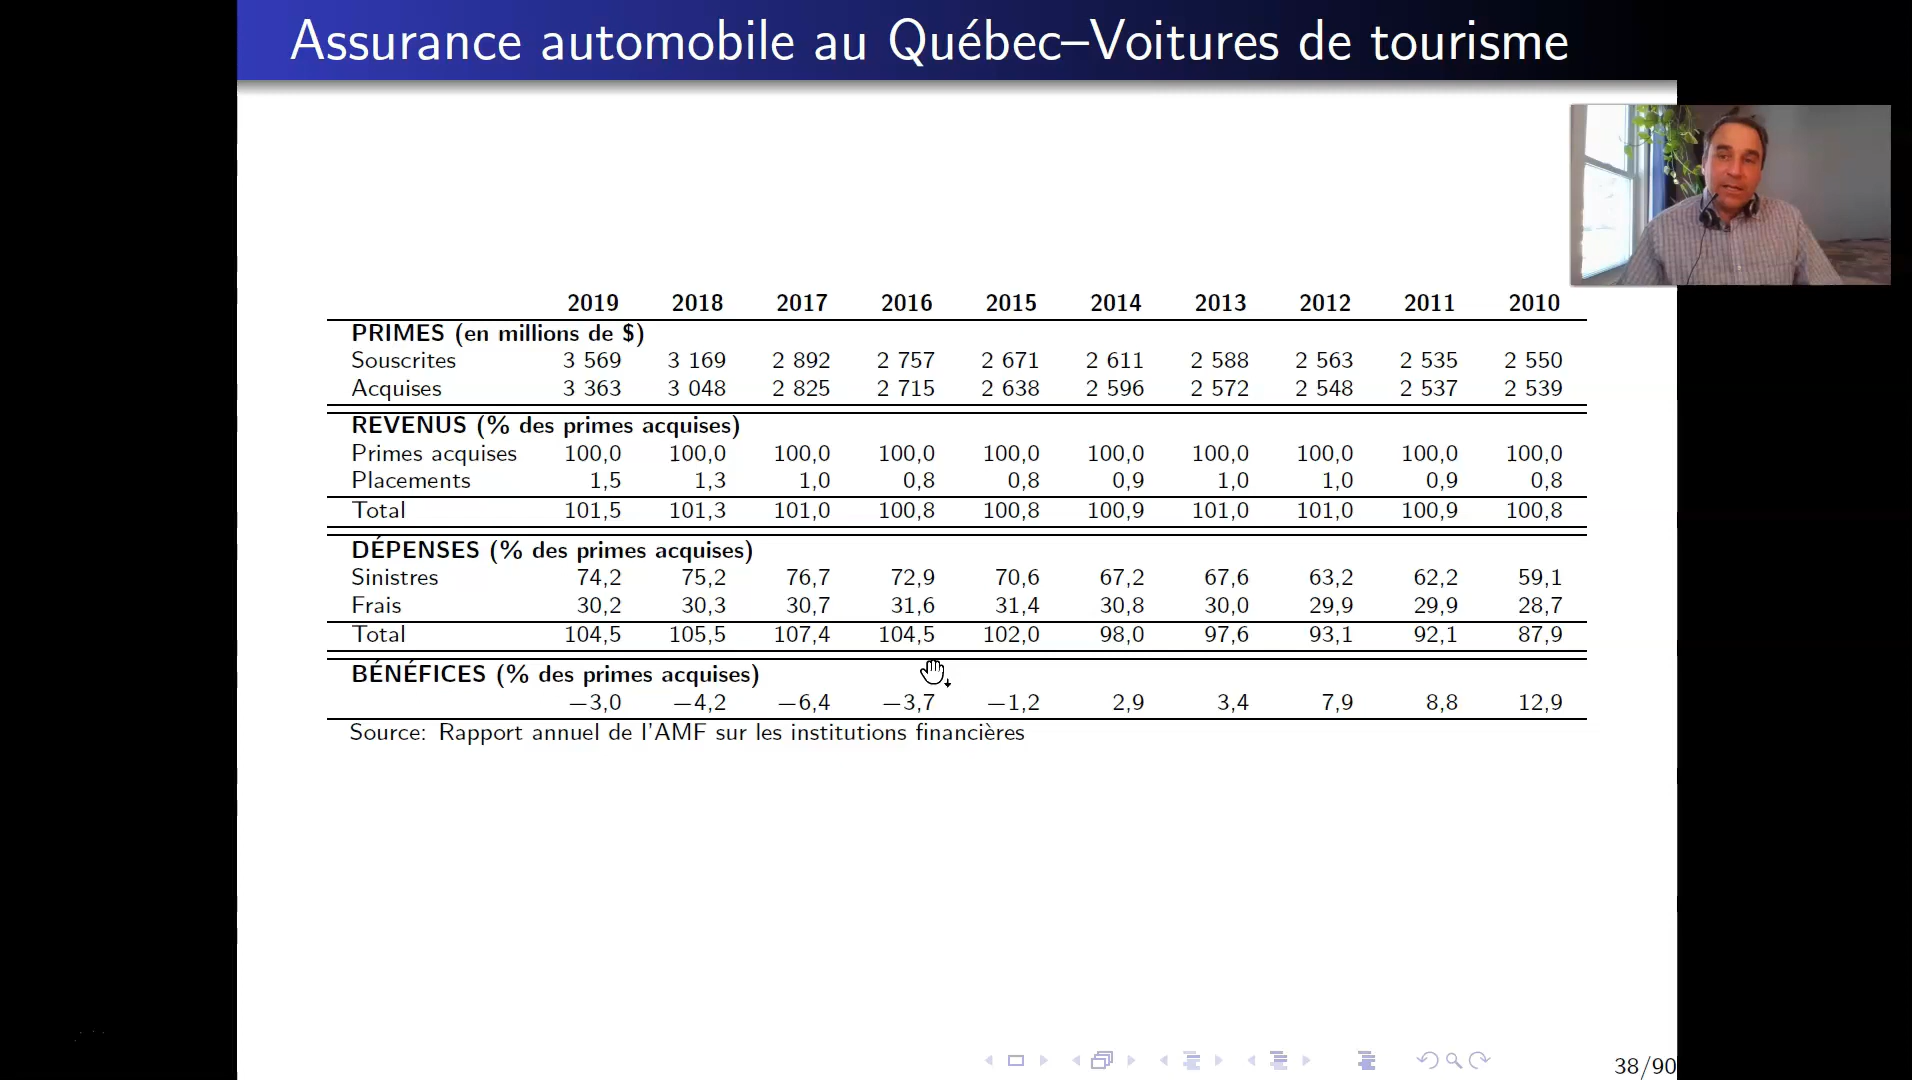 Assurance automobile au Québec–Voitures de tourisme
2019 2018 2017 2016 2015 2014 2013 2012 2011 2010
PRIMES (en millions de $)
Souscrites 3 569 3 169 2 892 2 757 2 671 2 611 2 588 2 563 2 535 2 550
Acquises 3 363 3 048 2 825 2 715 2 638 2 596 2 572 2 548 2 537 2 539
REVENUS (% des primes acquises)
Primes acquises 100,0 100,0 100,0 100,0 100,0 100,0 100,0 100,0 100,0 100,0
Placements 1,5 1,3 1,0 0,8 0,8 0,9 1,0 1,0 0,9 0,8
Total 101,5 101,3 101,0 100,8 100,8 100,9 101,0 101,0 100,9 100,8
DÉPENSES (% des primes acquises)
Sinistres 74,2 75,2 76,7 72,9 70,6 67,2 67,6 63,2 62,2 59,1
Frais 30,2 30,3 30,7 31,6 31,4 30,8 30,0 29,9 29,9 28,7
Total 104,5 105,5 107,4 104,5 102,0 98,0 97,6 93,1 92,1 87,9
BÉNÉFICES (% des primes acquises)
−3,0 −4,2 −6,4 −3,7 −1,2 2,9 3,4 7,9 8,8 12,9
Source: Rapport annuel de l'AMF sur les institutions financières
38/90